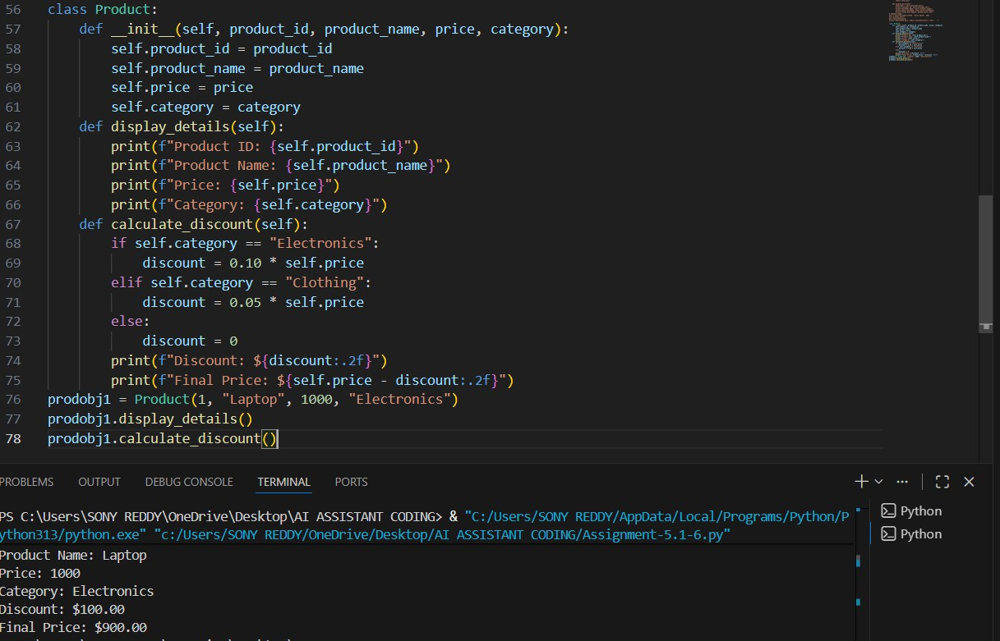 56 class Product:
57     def __init__(self, product_id, product_name, price, category):
58         self.product_id = product_id
59         self.product_name = product_name
60         self.price = price
61         self.category = category
62     def display_details(self):
63         print(f"Product ID: {self.product_id}")
64         print(f"Product Name: {self.product_name}")
65         print(f"Price: {self.price}")
66         print(f"Category: {self.category}")
67     def calculate_discount(self):
68         if self.category == "Electronics":
69             discount = 0.10 * self.price
70         elif self.category == "Clothing":
71             discount = 0.05 * self.price
72         else:
73             discount = 0
74         print(f"Discount: ${discount:.2f}")
75         print(f"Final Price: ${self.price - discount:.2f}")
76 prodobj1 = Product(1, "Laptop", 1000, "Electronics")
77 prodobj1.display_details()
78 prodobj1.calculate_discount()
PROBLEMS OUTPUT DEBUG CONSOLE TERMINAL PORTS
PS C:\Users\SONY REDDY\OneDrive\Desktop\AI ASSISTANT CODING> & "C:/Users/SONY REDDY/AppData/Local/Programs/Python/P
ython313/python.exe" "c:/Users/SONY REDDY/OneDrive/Desktop/AI ASSISTANT CODING/Assignment-5.1-6.py"
Product Name: Laptop
Price: 1000
Category: Electronics
Discount: $100.00
Final Price: $900.00
Python
Python